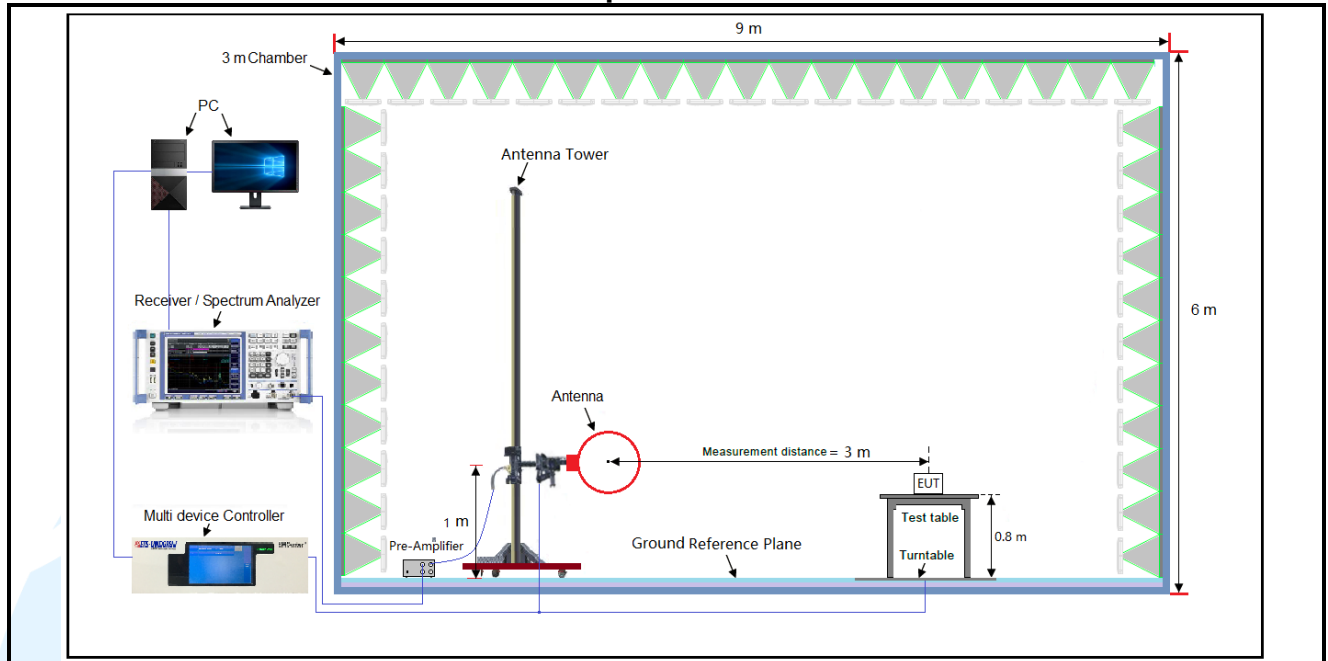 9 m
3 m Chamber
PC
Antenna Tower
Receiver / Spectrum Analyzer
6 m
Antenna
Measurement distance = 3 m
EUT
Multi device Controller
1 m
Test table
0.8 m
Pre-Amplifier
Ground Reference Plane
Turntable